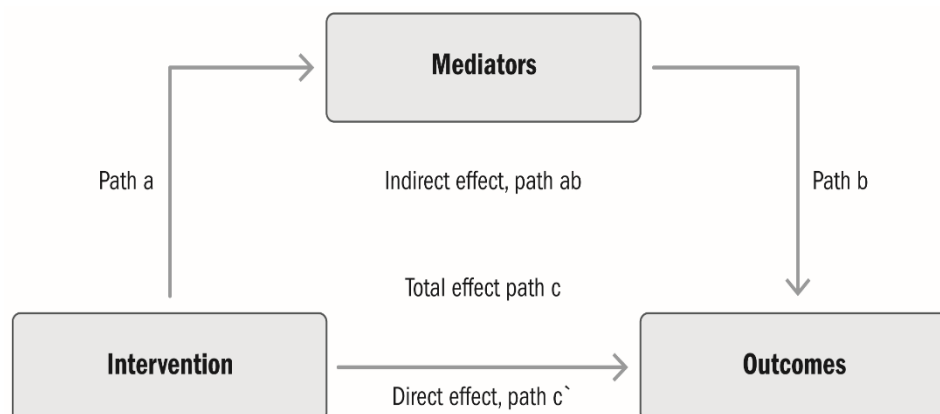 Mediators
Path a
Indirect effect, path ab
Path b
Total effect path c
Intervention
Outcomes
Direct effect, path c`